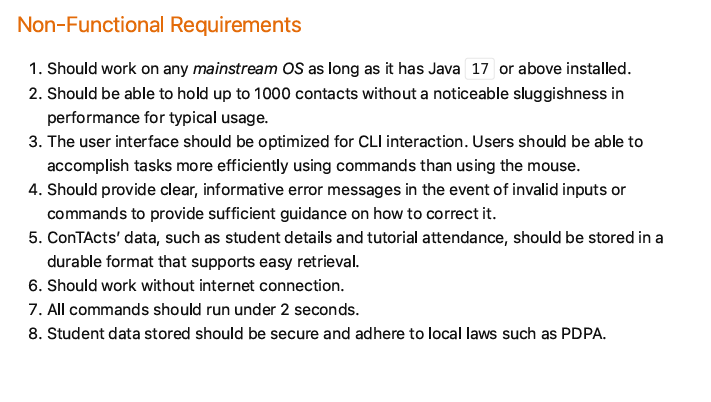 Non-Functional Requirements
1. Should work on any mainstream OS as long as it has Java 17 or above installed.
2. Should be able to hold up to 1000 contacts without a noticeable sluggishness in
performance for typical usage.
3. The user interface should be optimized for CLI interaction. Users should be able to
accomplish tasks more efficiently using commands than using the mouse.
4. Should provide clear, informative error messages in the event of invalid inputs or
commands to provide sufficient guidance on how to correct it.
5. ConTActs’ data, such as student details and tutorial attendance, should be stored in a
durable format that supports easy retrieval.
6. Should work without internet connection.
7. All commands should run under 2 seconds.
8. Student data stored should be secure and adhere to local laws such as PDPA.